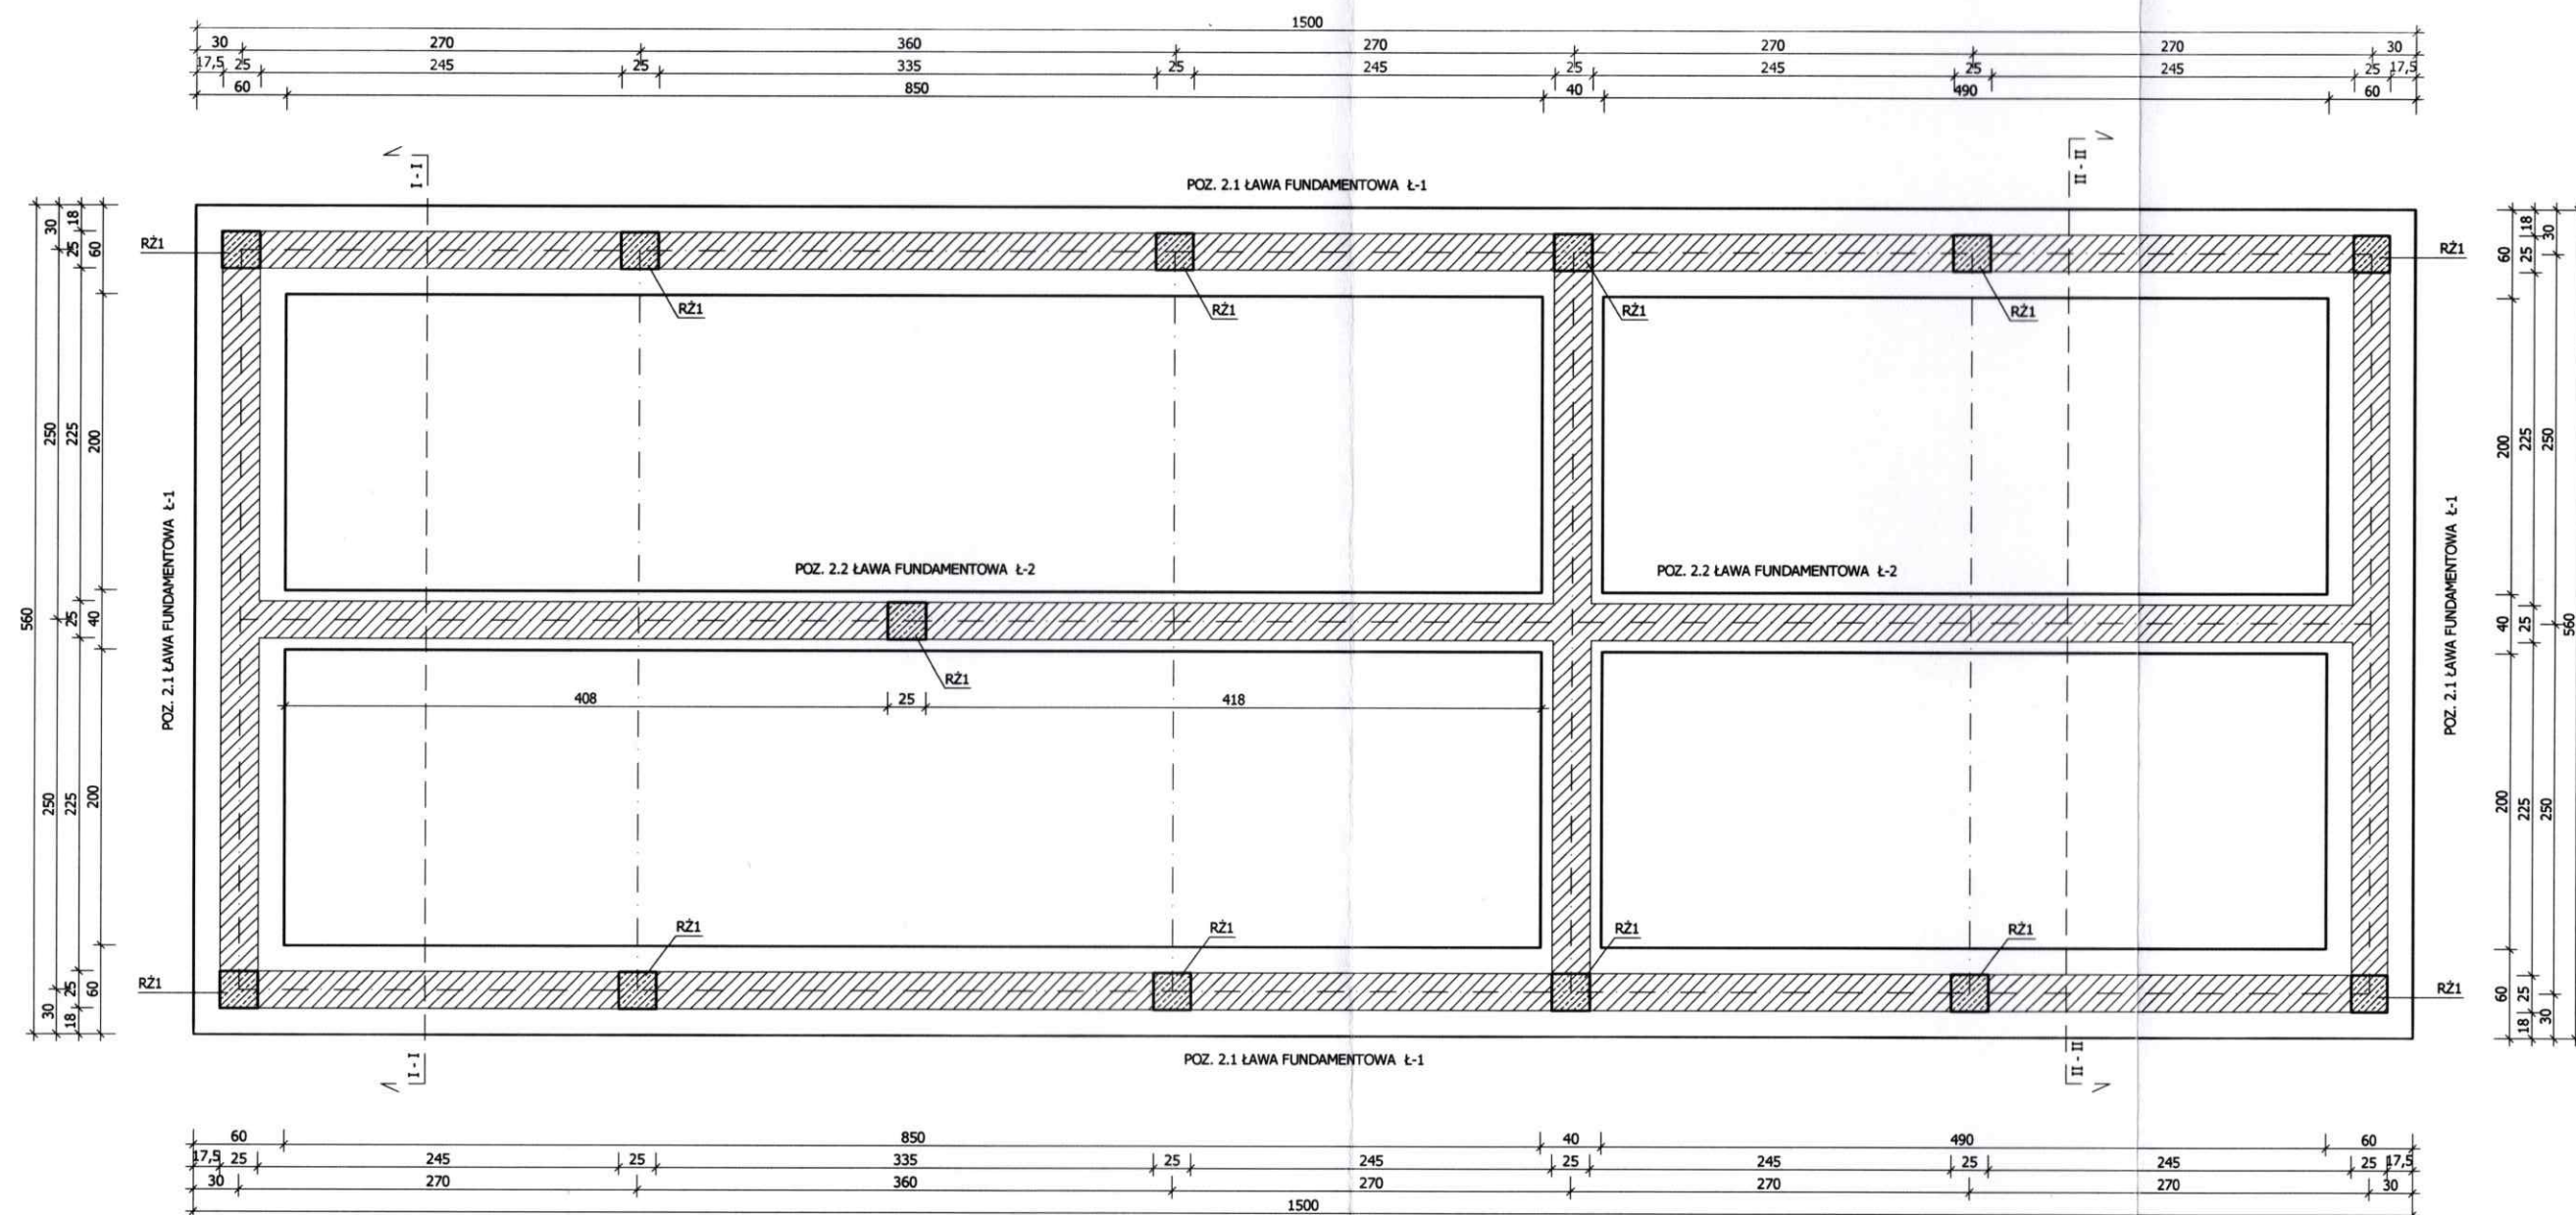 1500
30 270 360 270 270 270 30
17,5 25 245 25 335 25 245 25 245 25 245 25 17,5
60 850 40 490 60
I - I
II - II
POZ. 2.1 ŁAWA FUNDAMENTOWA Ł-1
RŻ1
RŻ1
RŻ1
RŻ1
RŻ1
RŻ1
560
30 250 250 30
18 25 225 25 225 25 18
60 200 40 200 60
POZ. 2.1 ŁAWA FUNDAMENTOWA Ł-1
POZ. 2.2 ŁAWA FUNDAMENTOWA Ł-2
POZ. 2.2 ŁAWA FUNDAMENTOWA Ł-2
RŻ1
408 25 418
POZ. 2.1 ŁAWA FUNDAMENTOWA Ł-1
60 200 40 200 60
18 25 225 25 225 25 18
30 250 250 30
560
RŻ1
RŻ1
RŻ1
RŻ1
RŻ1
RŻ1
I - I
II - II
POZ. 2.1 ŁAWA FUNDAMENTOWA Ł-1
60 850 40 490 60
17,5 25 245 25 335 25 245 25 245 25 245 25 17,5
30 270 360 270 270 270 30
1500